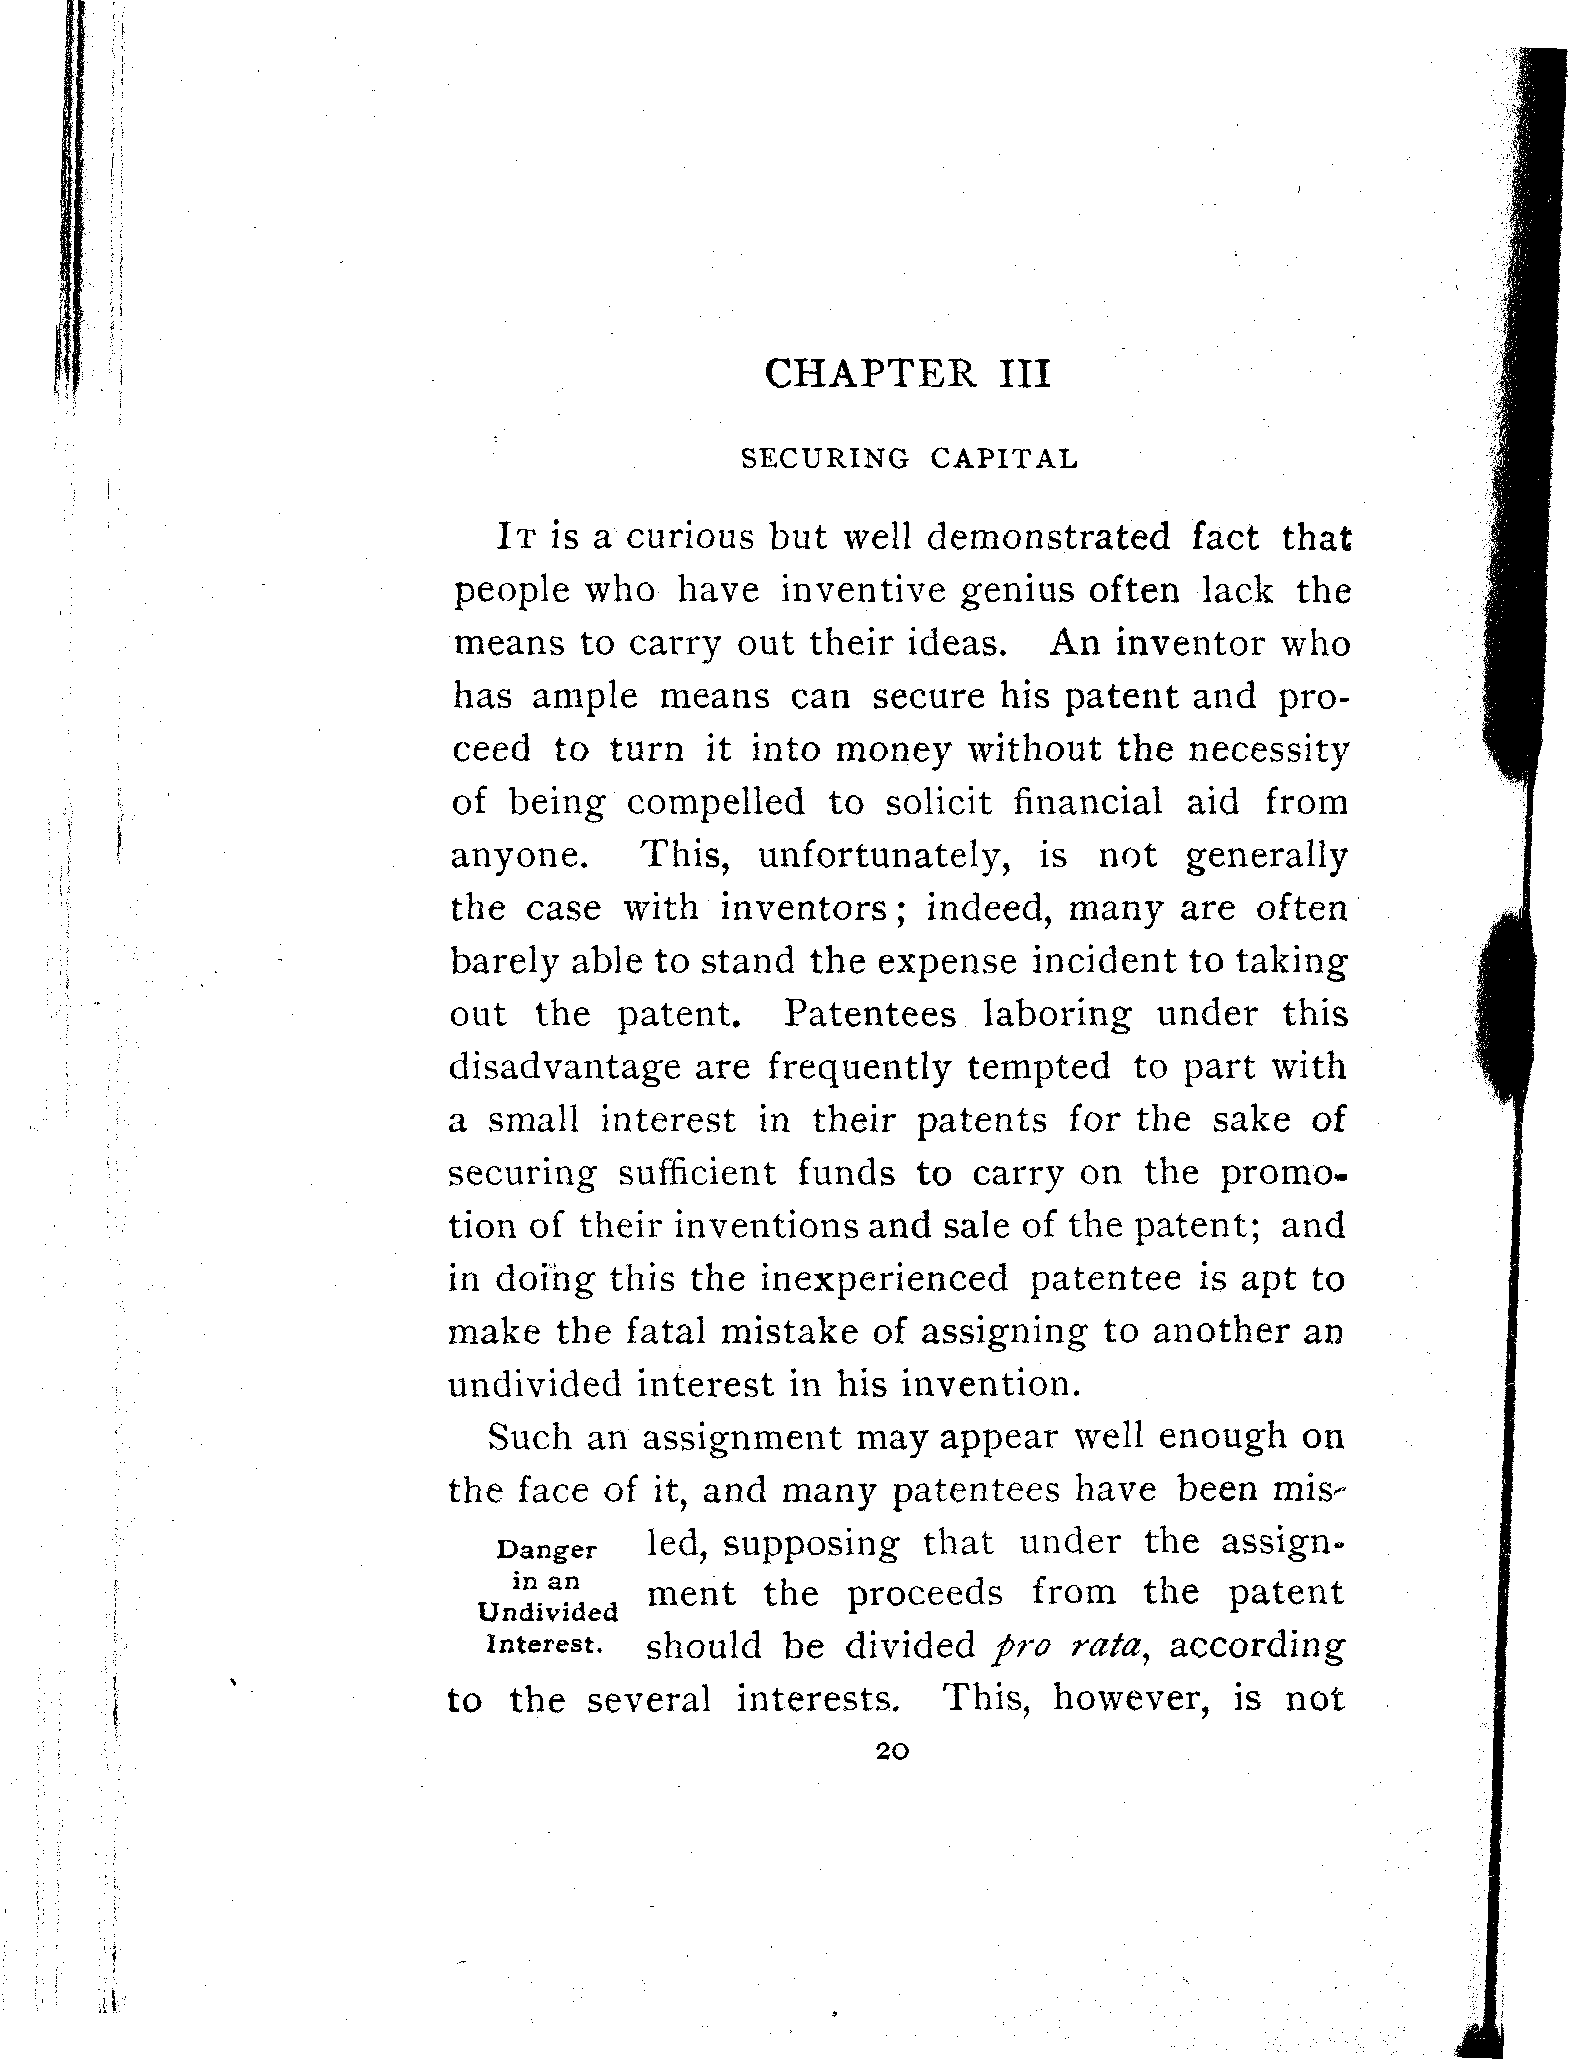 CHAPTER III
SECURING CAPITAL
IT is a curious but well demonstrated fact that
people who have inventive genius often lack the
means to carry out their ideas. An inventor who
has ample means can secure his patent and pro-
ceed to turn it into money without the necessity
of being compelled to solicit financial aid from
anyone. This, unfortunately, is not generally
the case with inventors; indeed, many are often
barely able to stand the expense incident to taking
out the patent. Patentees laboring under this
disadvantage are frequently tempted to part with
a small interest in their patents for the sake of
securing sufficient funds to carry on the promo-
tion of their inventions and sale of the patent; and
in doing this the inexperienced patentee is apt to
make the fatal mistake of assigning to another an
undivided interest in his invention.
Such an assignment may appear well enough on
the face of it, and many patentees have been mis-
Danger
in an
Undivided
Interest.
led, supposing that under the assign-
ment the proceeds from the patent
should be divided pro rata, according
to the several interests. This, however, is not
20